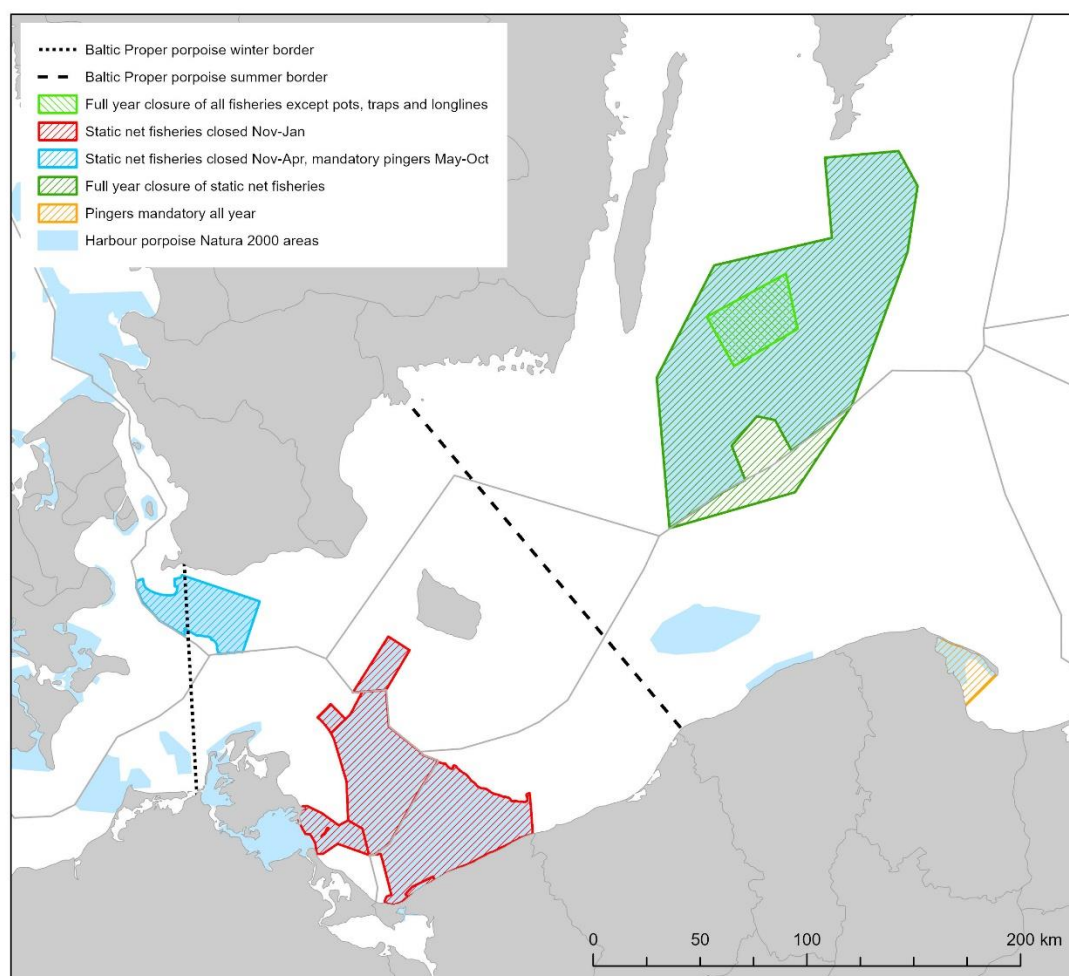 Baltic Proper porpoise winter border
Baltic Proper porpoise summer border
Full year closure of all fisheries except pots, traps and longlines
Static net fisheries closed Nov-Jan
Static net fisheries closed Nov-Apr, mandatory pingers May-Oct
Full year closure of static net fisheries
Pingers mandatory all year
Harbour porpoise Natura 2000 areas
0 50 100 200 km